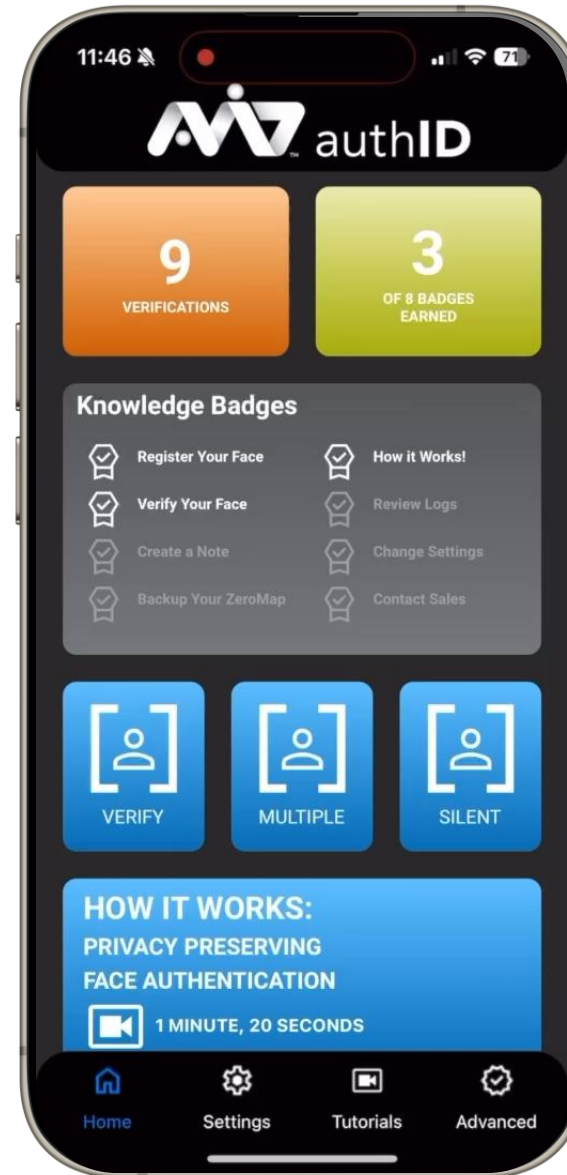 11:46
71
authID
9
VERIFICATIONS
3
OF 8 BADGES
EARNED
Knowledge Badges
Register Your Face
How it Works!
Verify Your Face
Review Logs
Create a Note
Change Settings
Backup Your ZeroMap
Contact Sales
VERIFY
MULTIPLE
SILENT
HOW IT WORKS:
PRIVACY PRESERVING
FACE AUTHENTICATION
1 MINUTE, 20 SECONDS
Home
Settings
Tutorials
Advanced